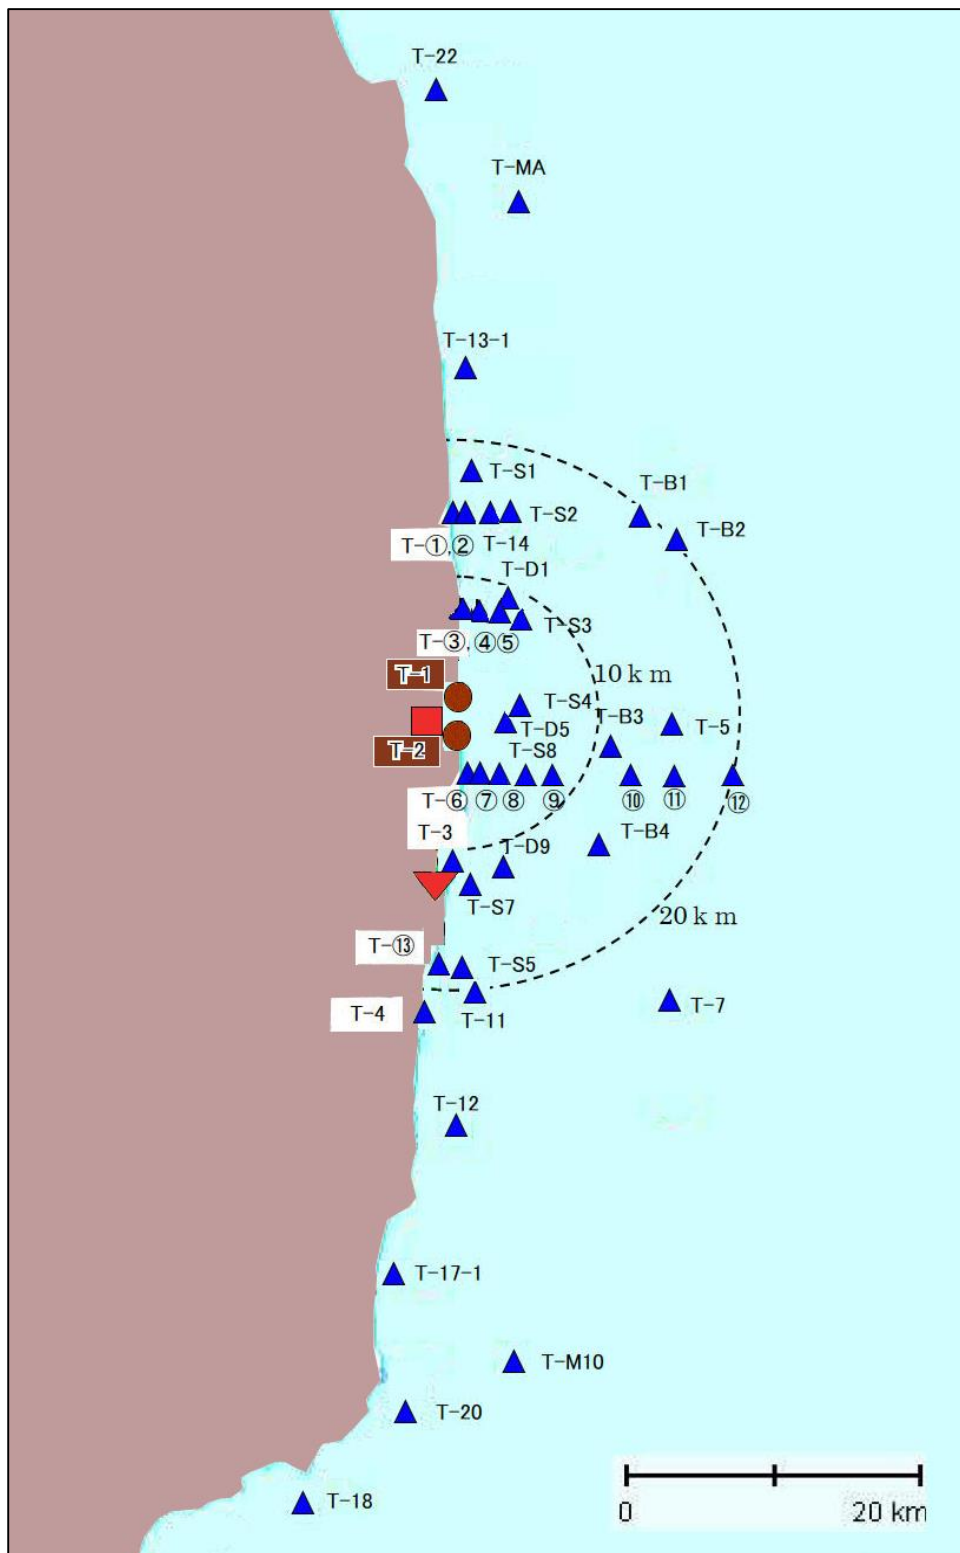 T-22
T-MA
T-13-1
T-S1
T-B1
T-S2
T-B2
T-①,② T-14
T-D1
T-S3
T-③, ④⑤
T-1
10 km
T-S4
T-B3
T-5
T-D5
T-2
T-S8
T-⑥ ⑦ ⑧ ⑨ ⑩ ⑪ ⑫
T-3
T-B4
T-D9
T-S7
20 km
T-⑬
T-S5
T-7
T-4
T-11
T-12
T-17-1
T-M10
T-20
T-18
0 20 km